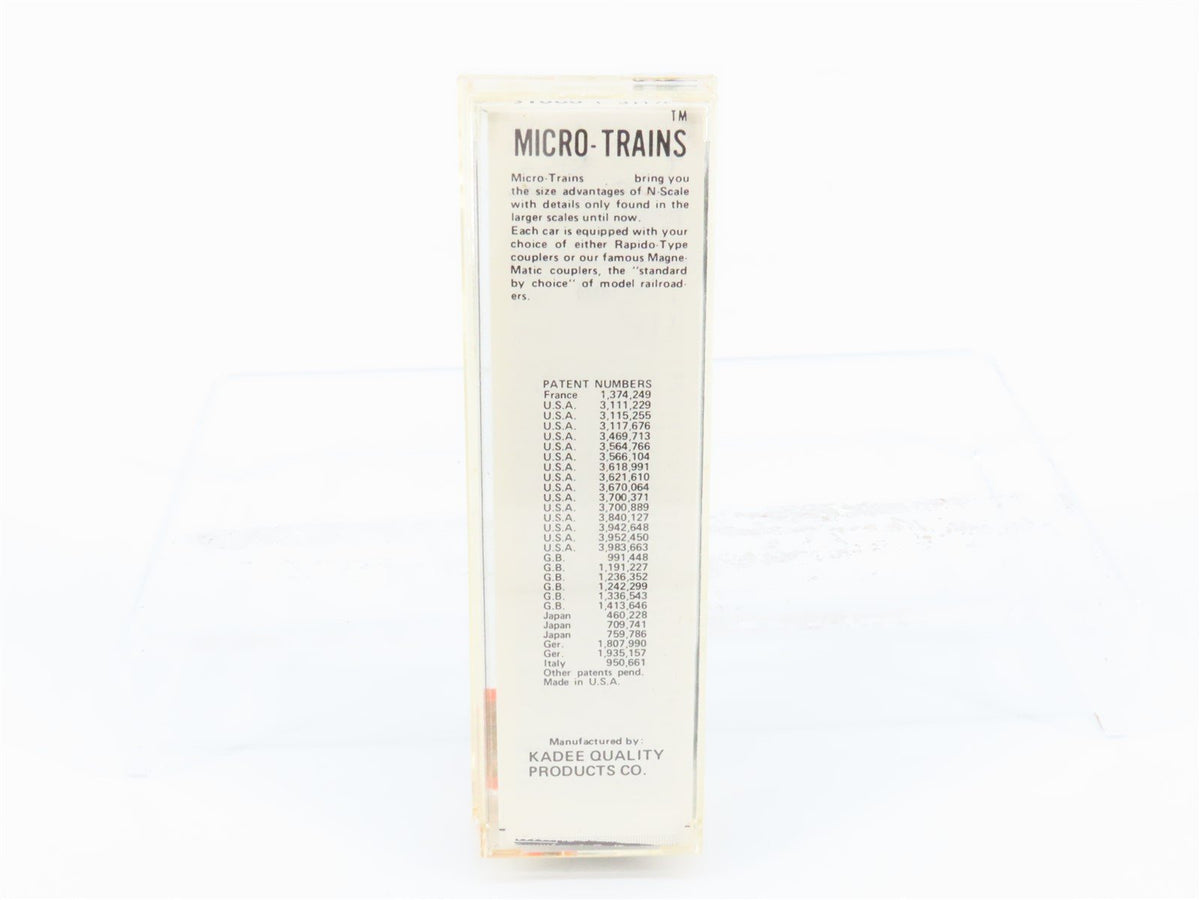 TM
MICRO-TRAINS
Micro-Trains bring you
the size advantages of N-Scale
with details only found in the
larger scales until now.
Each car is equipped with your
choice of either Rapido-Type
couplers or our famous Magne-
Matic couplers, the "standard
by choice" of model railroad-
ers.
PATENT NUMBERS
France 1,374,249
U.S.A. 3,111,229
U.S.A. 3,115,255
U.S.A. 3,117,676
U.S.A. 3,469,713
U.S.A. 3,564,766
U.S.A. 3,566,104
U.S.A. 3,618,991
U.S.A. 3,621,610
U.S.A. 3,670,064
U.S.A. 3,700,371
U.S.A. 3,700,889
U.S.A. 3,840,127
U.S.A. 3,942,648
U.S.A. 3,952,450
U.S.A. 3,983,663
G.B. 991,448
G.B. 1,191,227
G.B. 1,236,352
G.B. 1,242,299
G.B. 1,336,543
G.B. 1,413,646
Japan 460,228
Japan 709,741
Japan 759,786
Ger. 1,807,990
Ger. 1,935,157
Italy 950,661
Other patents pend.
Made in U.S.A.
Manufactured by:
KADEE QUALITY
PRODUCTS CO.